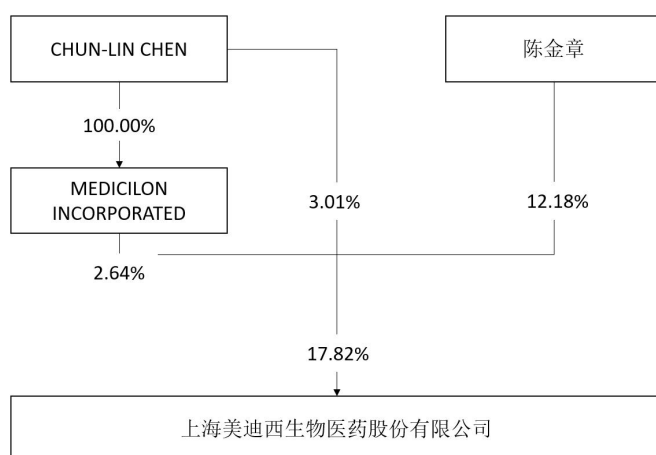 CHUN-LIN CHEN
陈金章
100.00%
MEDICILON
INCORPORATED
3.01%
12.18%
2.64%
17.82%
上海美迪西生物医药股份有限公司